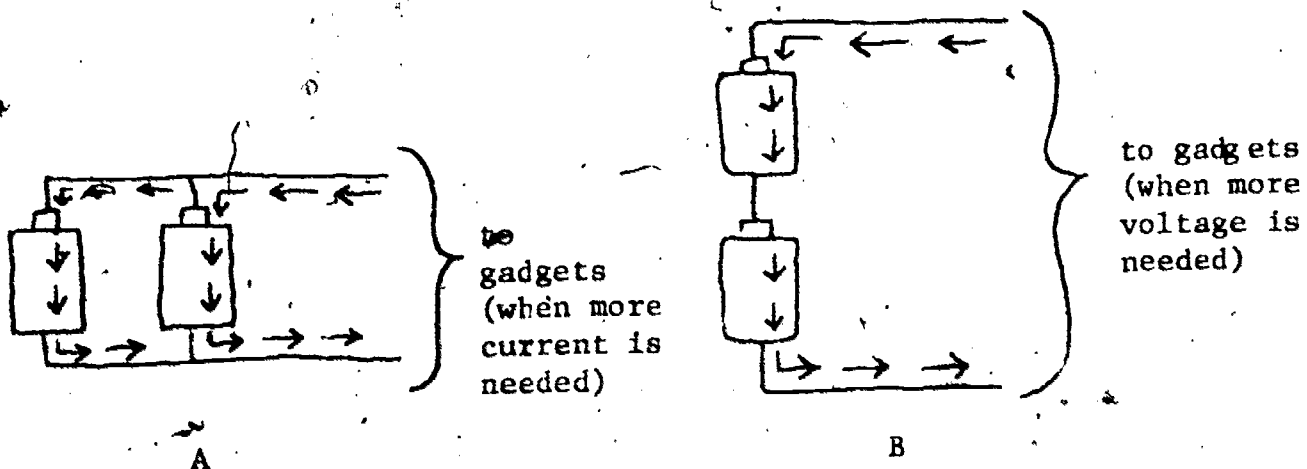 to
gadgets
(when more
current is
needed)
A
to gadgets
(when more
voltage is
needed)
B